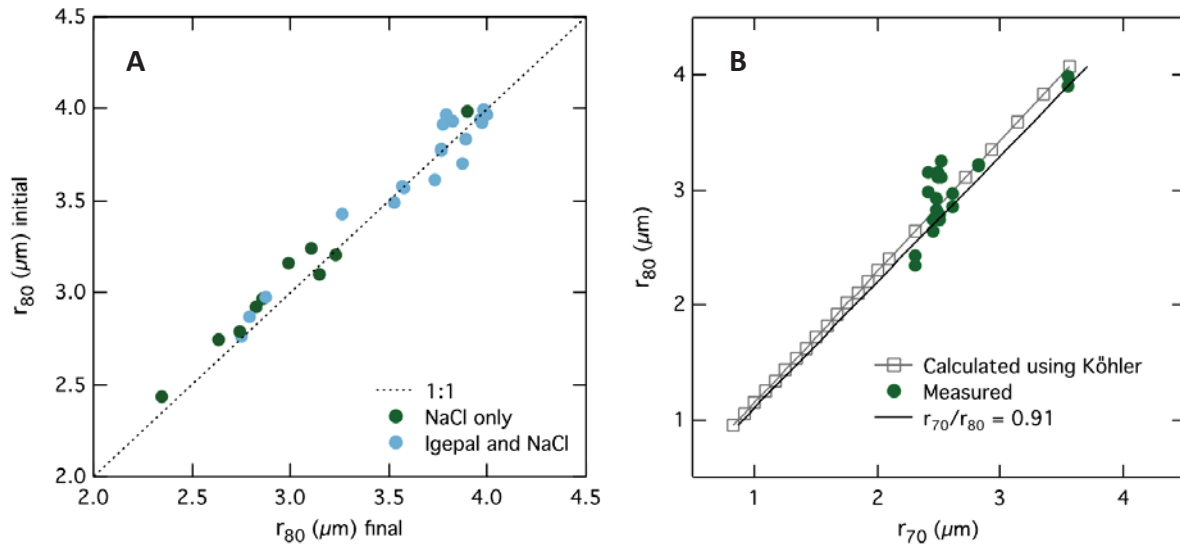 A
4.5
4.0
3.5
3.0
2.5
2.0
r80 (µm) initial
1:1
NaCl only
Igepal and NaCl
2.0 2.5 3.0 3.5 4.0 4.5
r80 (µm) final
B
4
3
2
1
r80 (µm)
Calculated using Köhler
Measured
r70/r80 = 0.91
1 2 3 4
r70 (µm)